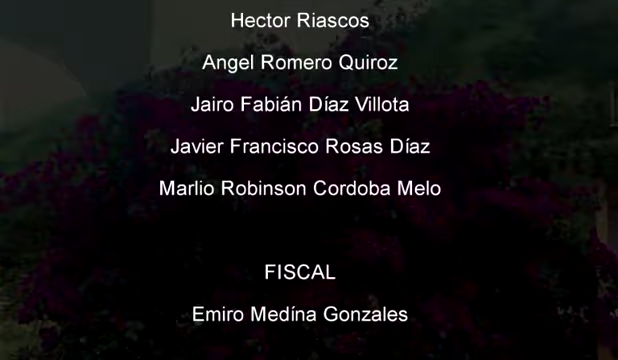 Hector Riascos
Angel Romero Quiroz
Jairo Fabián Díaz Villota
Javier Francisco Rosas Díaz
Marlio Robinson Cordoba Melo
FISCAL
Emiro Medína Gonzales